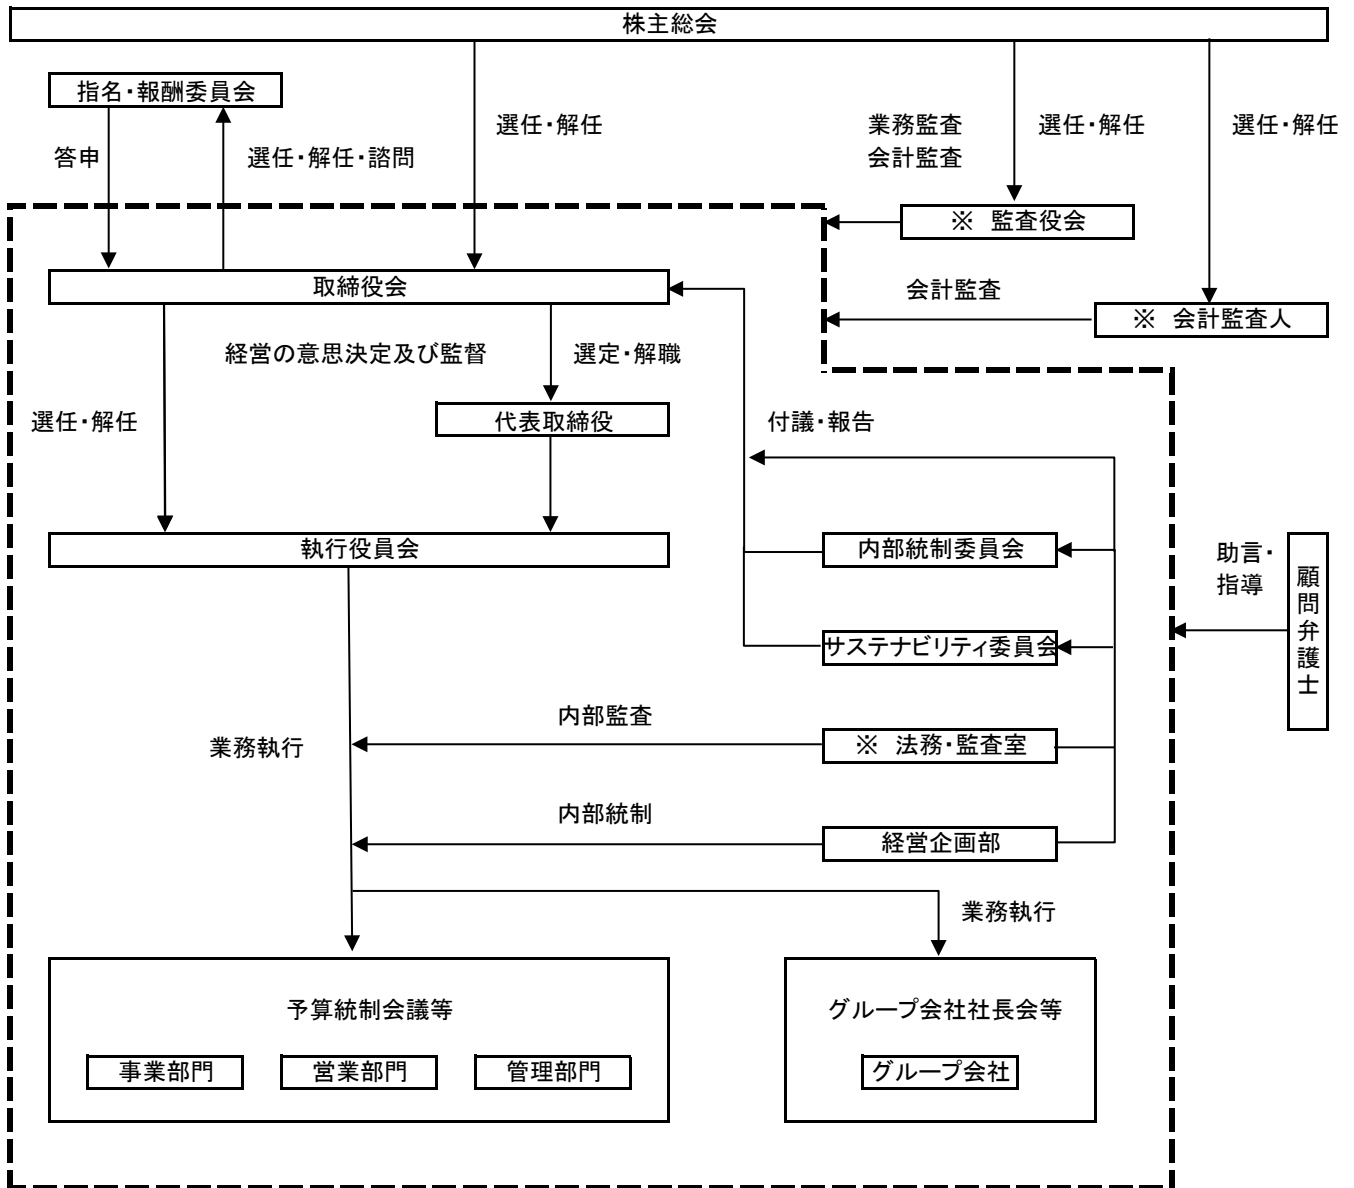 株主総会
指名・報酬委員会
答申
選任・解任・諮問
選任・解任
業務監査
会計監査
選任・解任
選任・解任
※ 監査役会
取締役会
会計監査
※ 会計監査人
経営の意思決定及び監督
選定・解職
選任・解任
代表取締役
付議・報告
執行役員会
内部統制委員会
助言・
指導
顧問弁護士
サステナビリティ委員会
内部監査
※ 法務・監査室
業務執行
内部統制
経営企画部
業務執行
予算統制会議等
グループ会社社長会等
事業部門
営業部門
管理部門
グループ会社